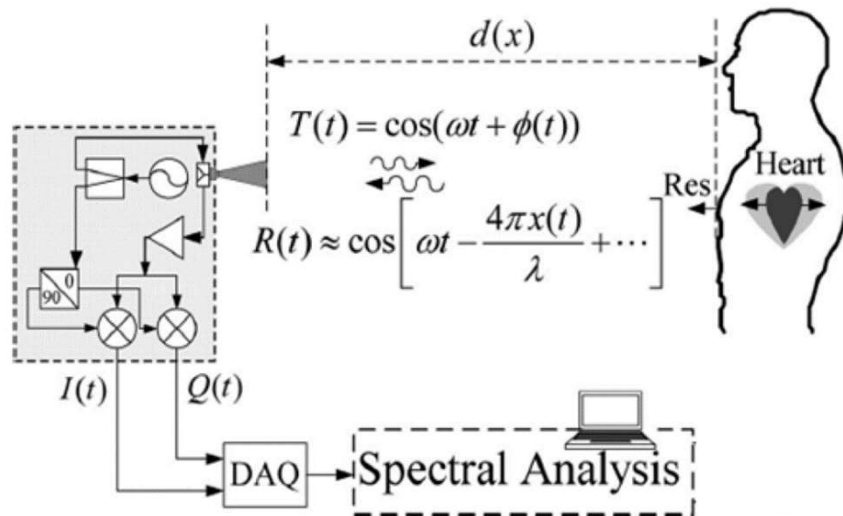 d(x)
T(t) = cos(ωt + ϕ(t))
Heart
Res
R(t) ≈ cos[ωt − 4πx(t)/λ + ⋯]
0
90
I(t)
Q(t)
DAQ
Spectral Analysis